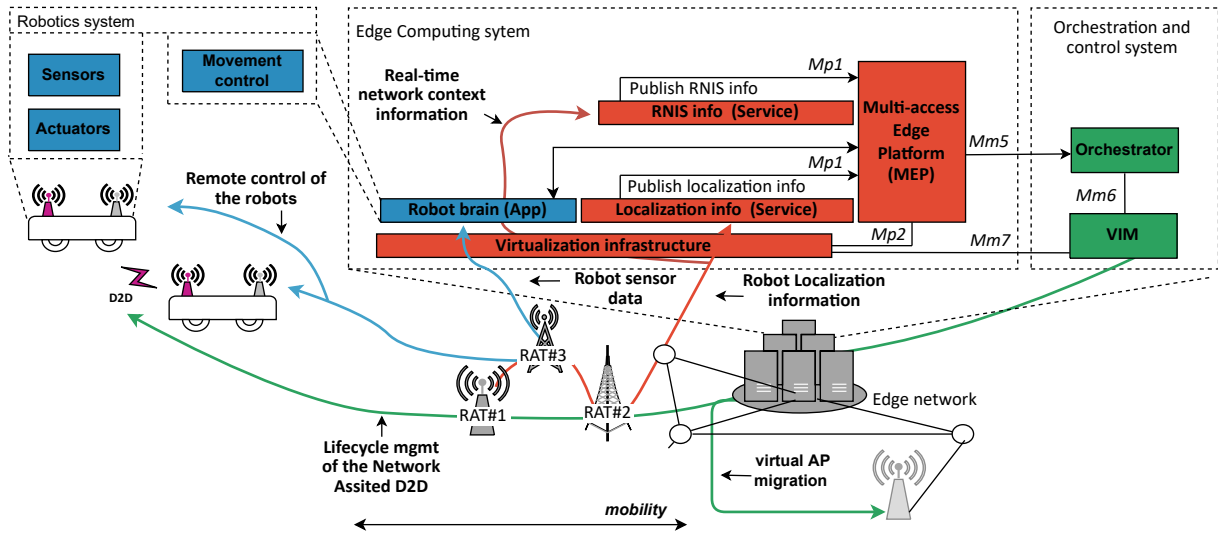 Robotics system
Sensors
Actuators
Movement
control
Edge Computing sytem
Real-time
network context
information
Mp1
Publish RNIS info
RNIS info (Service)
Multi-access
Edge
Platform
(MEP)
Mp1
Publish localization info
Robot brain (App)
Localization info (Service)
Virtualization infrastructure
Mp2
Mm5
Mm7
Orchestration and
control system
Orchestrator
Mm6
VIM
Remote control of
the robots
D2D
Robot sensor
data
Robot Localization
information
RAT#3
RAT#1
RAT#2
Edge network
Lifecycle mgmt
of the Network
Assited D2D
virtual AP
migration
mobility